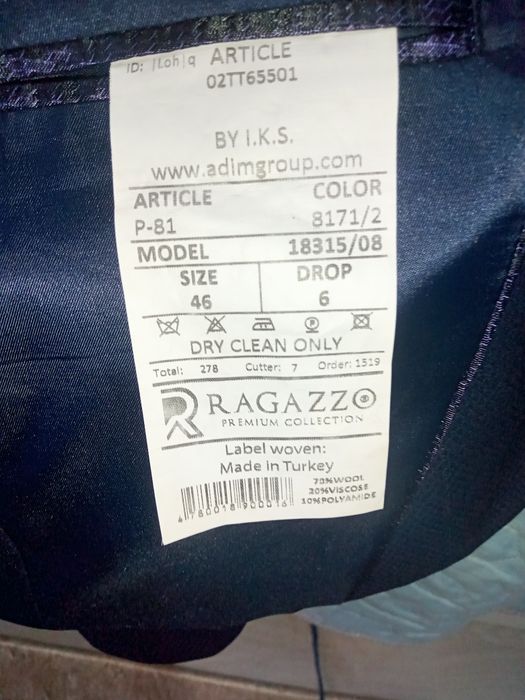 ID: |Loh|q ARTICLE
02TT65501
BY I.K.S.
www.adimgroup.com
ARTICLE COLOR
P-81 8171/2
MODEL 18315/08
SIZE DROP
46 6
DRY CLEAN ONLY
Total: 278 Cutter: 7 Order: 1519
RAGAZZO
PREMIUM COLLECTION
Label woven:
Made in Turkey
70%WOOL
20%VISCOSE
10%POLYAMIDE
4780018900016